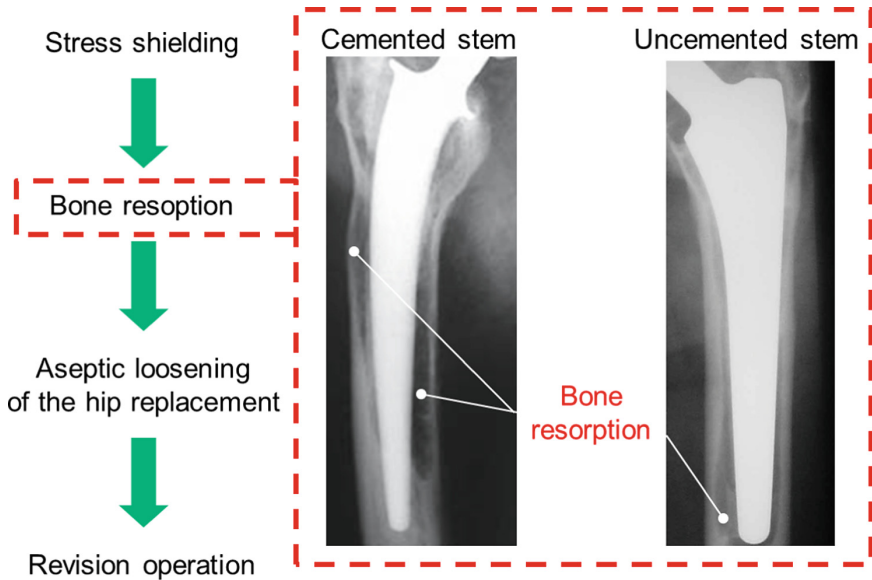 Stress shielding
Bone resoption
Aseptic loosening
of the hip replacement
Revision operation
Cemented stem
Uncemented stem
Bone
resorption